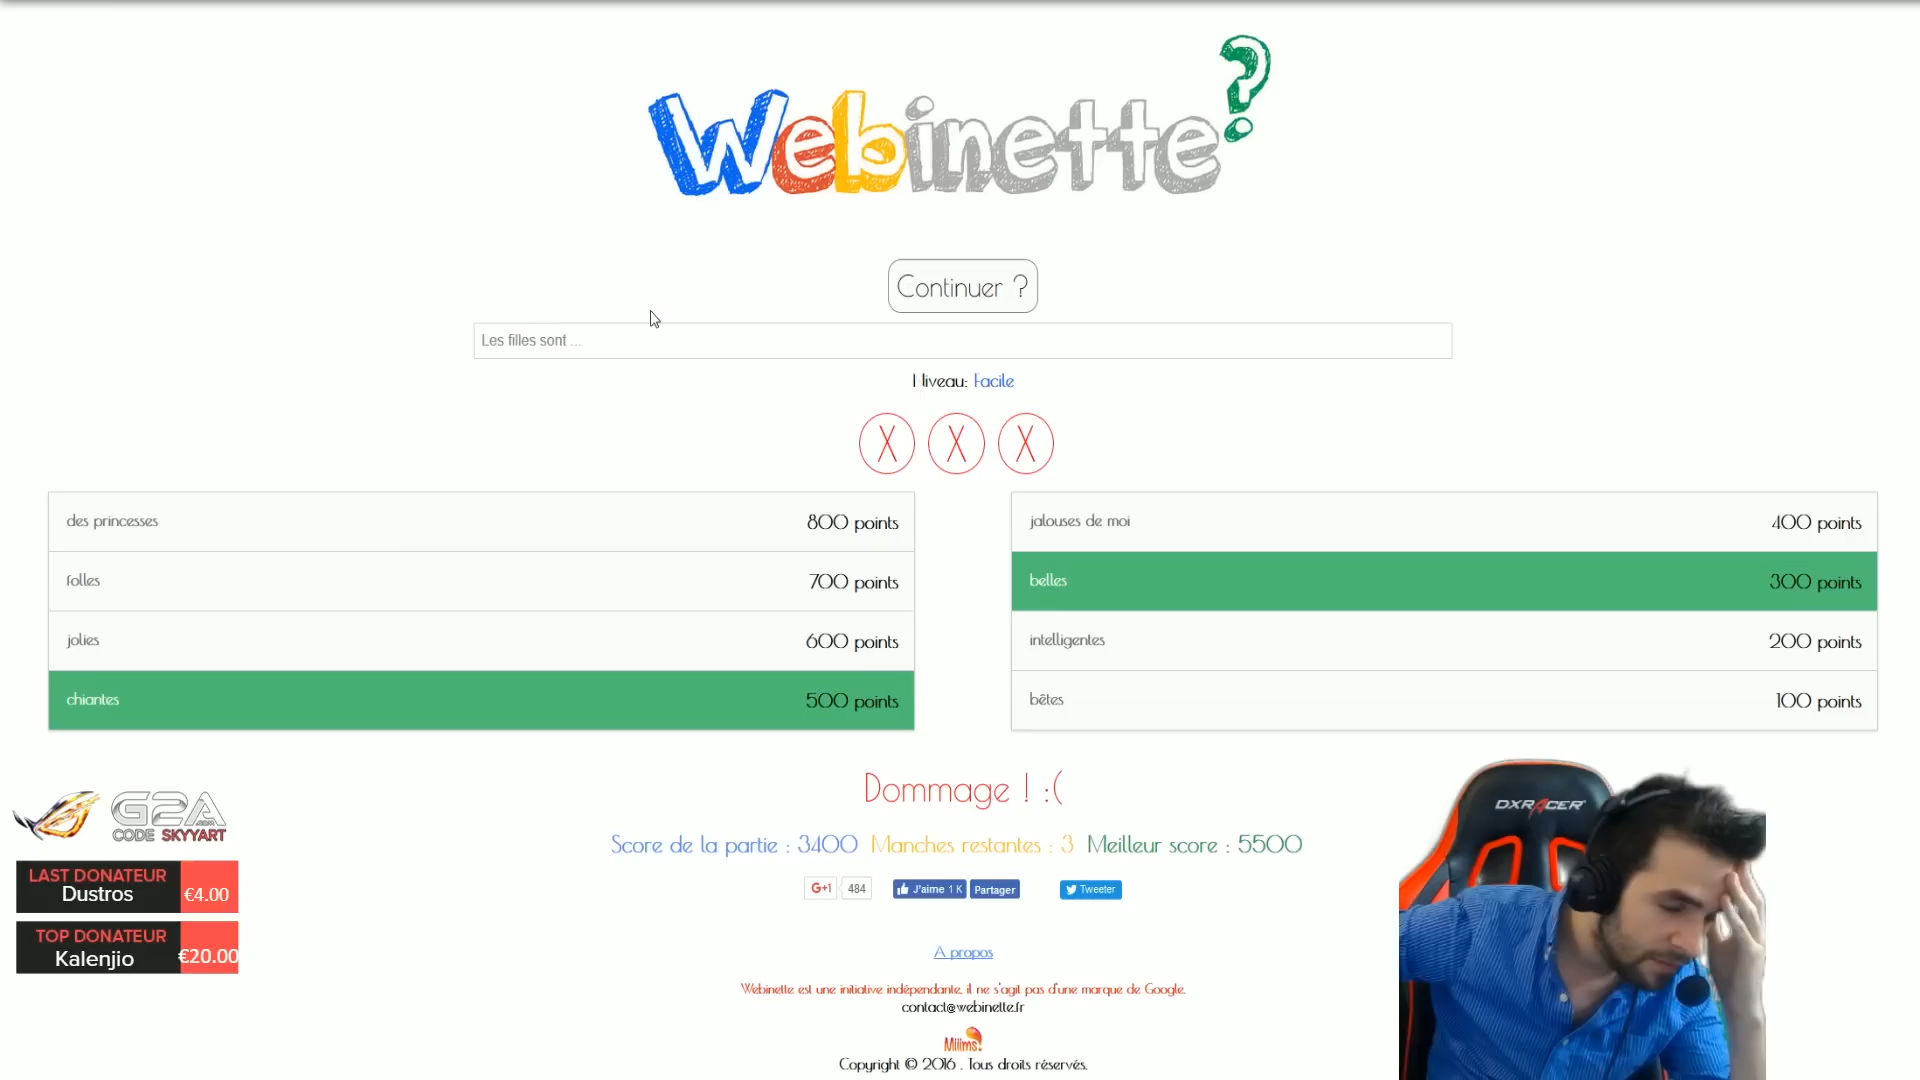 Webinette?
Continuer ?
Les filles sont ...
Niveau: Facile
X X X
des princesses 800 points
folles 700 points
jolies 600 points
chiantes 500 points
jalouses de moi 400 points
belles 300 points
intelligentes 200 points
bêtes 100 points
Dommage ! :(
Score de la partie : 3400 Manches restantes : 3 Meilleur score : 5500
G+1 484 J'aime 1 K Partager Tweeter
A propos
Webinette est une initiative indépendante, il ne s'agit pas d'une marque de Google.
contact@webinette.fr
Miiims!
Copyright © 2016 . Tous droits réservés.
G2A.COM
CODE SKYYART
LAST DONATEUR
Dustros €4.00
TOP DONATEUR
Kalenjio €20.00
DXRACER